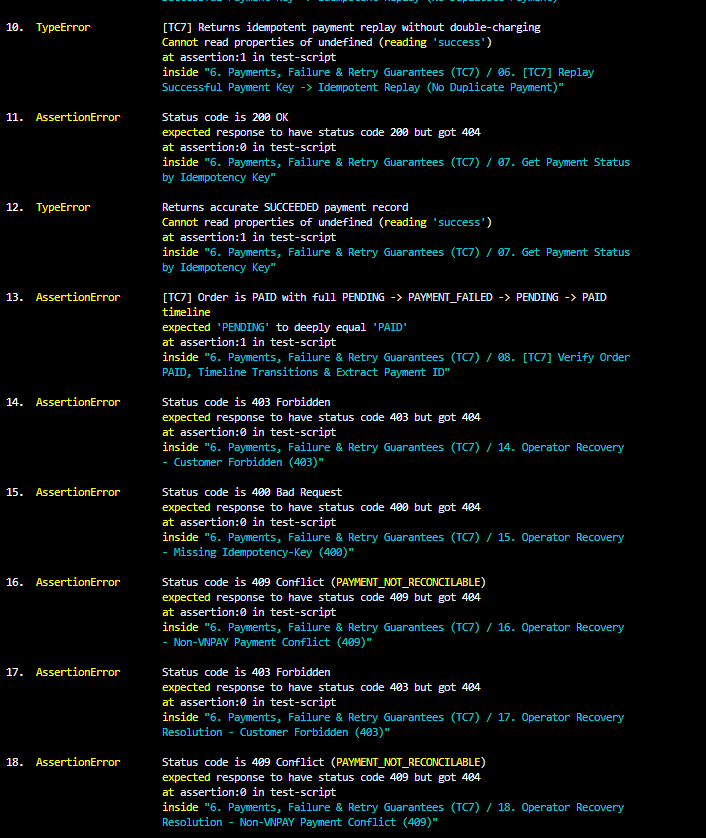 10. TypeError [TC7] Returns idempotent payment replay without double-charging
Cannot read properties of undefined (reading 'success')
at assertion:1 in test-script
inside "6. Payments, Failure & Retry Guarantees (TC7) / 06. [TC7] Replay
Successful Payment Key -> Idempotent Replay (No Duplicate Payment)"
11. AssertionError Status code is 200 OK
expected response to have status code 200 but got 404
at assertion:0 in test-script
inside "6. Payments, Failure & Retry Guarantees (TC7) / 07. Get Payment Status
by Idempotency Key"
12. TypeError Returns accurate SUCCEEDED payment record
Cannot read properties of undefined (reading 'success')
at assertion:1 in test-script
inside "6. Payments, Failure & Retry Guarantees (TC7) / 07. Get Payment Status
by Idempotency Key"
13. AssertionError [TC7] Order is PAID with full PENDING -> PAYMENT_FAILED -> PENDING -> PAID
timeline
expected 'PENDING' to deeply equal 'PAID'
at assertion:1 in test-script
inside "6. Payments, Failure & Retry Guarantees (TC7) / 08. [TC7] Verify Order
PAID, Timeline Transitions & Extract Payment ID"
14. AssertionError Status code is 403 Forbidden
expected response to have status code 403 but got 404
at assertion:0 in test-script
inside "6. Payments, Failure & Retry Guarantees (TC7) / 14. Operator Recovery
- Customer Forbidden (403)"
15. AssertionError Status code is 400 Bad Request
expected response to have status code 400 but got 404
at assertion:0 in test-script
inside "6. Payments, Failure & Retry Guarantees (TC7) / 15. Operator Recovery
- Missing Idempotency-Key (400)"
16. AssertionError Status code is 409 Conflict (PAYMENT_NOT_RECONCILABLE)
expected response to have status code 409 but got 404
at assertion:0 in test-script
inside "6. Payments, Failure & Retry Guarantees (TC7) / 16. Operator Recovery
- Non-VNPAY Payment Conflict (409)"
17. AssertionError Status code is 403 Forbidden
expected response to have status code 403 but got 404
at assertion:0 in test-script
inside "6. Payments, Failure & Retry Guarantees (TC7) / 17. Operator Recovery
Resolution - Customer Forbidden (403)"
18. AssertionError Status code is 409 Conflict (PAYMENT_NOT_RECONCILABLE)
expected response to have status code 409 but got 404
at assertion:0 in test-script
inside "6. Payments, Failure & Retry Guarantees (TC7) / 18. Operator Recovery
Resolution - Non-VNPAY Payment Conflict (409)"